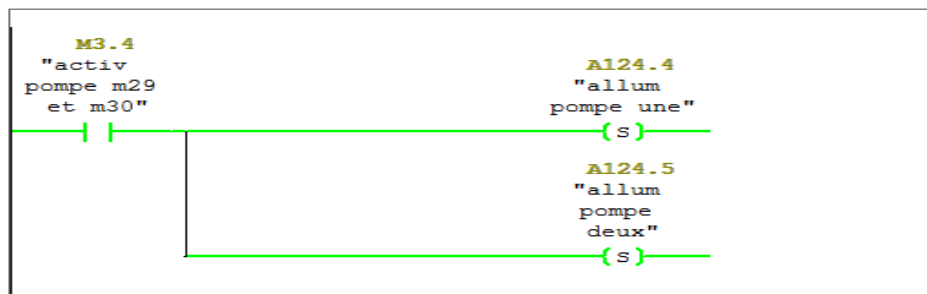 M3.4
"activ
pompe m29
et m30"
A124.4
"allum
pompe une"
S
A124.5
"allum
pompe
deux"
S